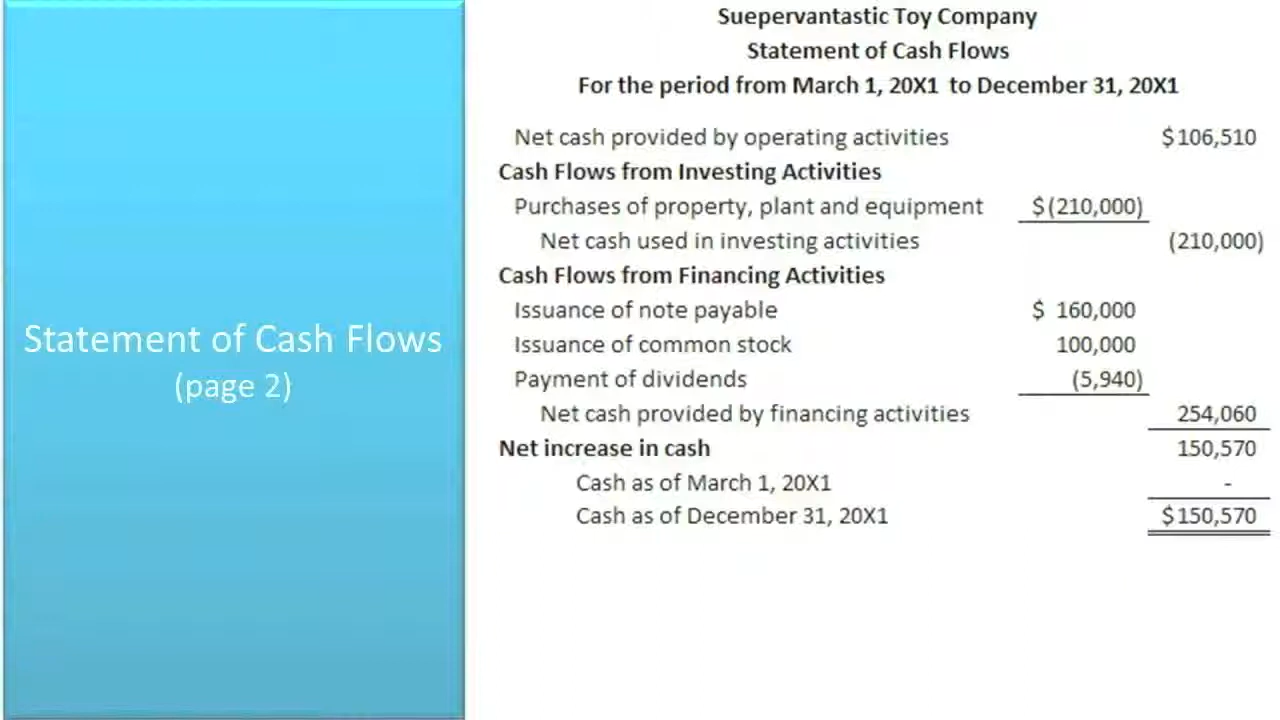 Statement of Cash Flows
(page 2)
Suepervantastic Toy Company
Statement of Cash Flows
For the period from March 1, 20X1 to December 31, 20X1
Net cash provided by operating activities $106,510
Cash Flows from Investing Activities
Purchases of property, plant and equipment $(210,000)
Net cash used in investing activities (210,000)
Cash Flows from Financing Activities
Issuance of note payable $ 160,000
Issuance of common stock 100,000
Payment of dividends (5,940)
Net cash provided by financing activities 254,060
Net increase in cash 150,570
Cash as of March 1, 20X1 -
Cash as of December 31, 20X1 $150,570